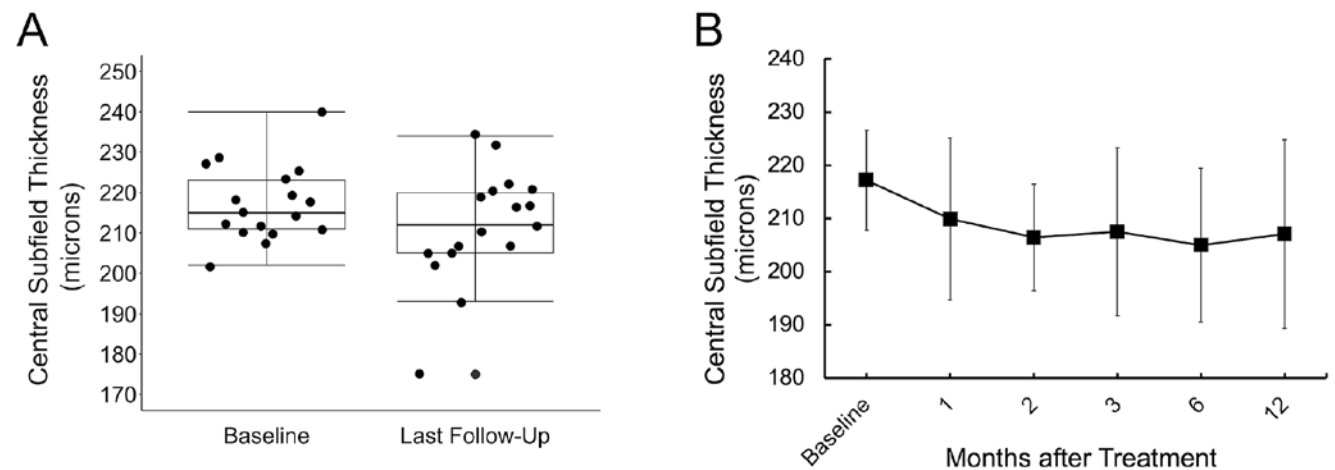 A
Central Subfield Thickness
(microns)
250
240
230
220
210
200
190
180
170
Baseline
Last Follow-Up
B
Central Subfield Thickness
(microns)
240
230
220
210
200
190
180
Baseline
1
2
3
6
12
Months after Treatment